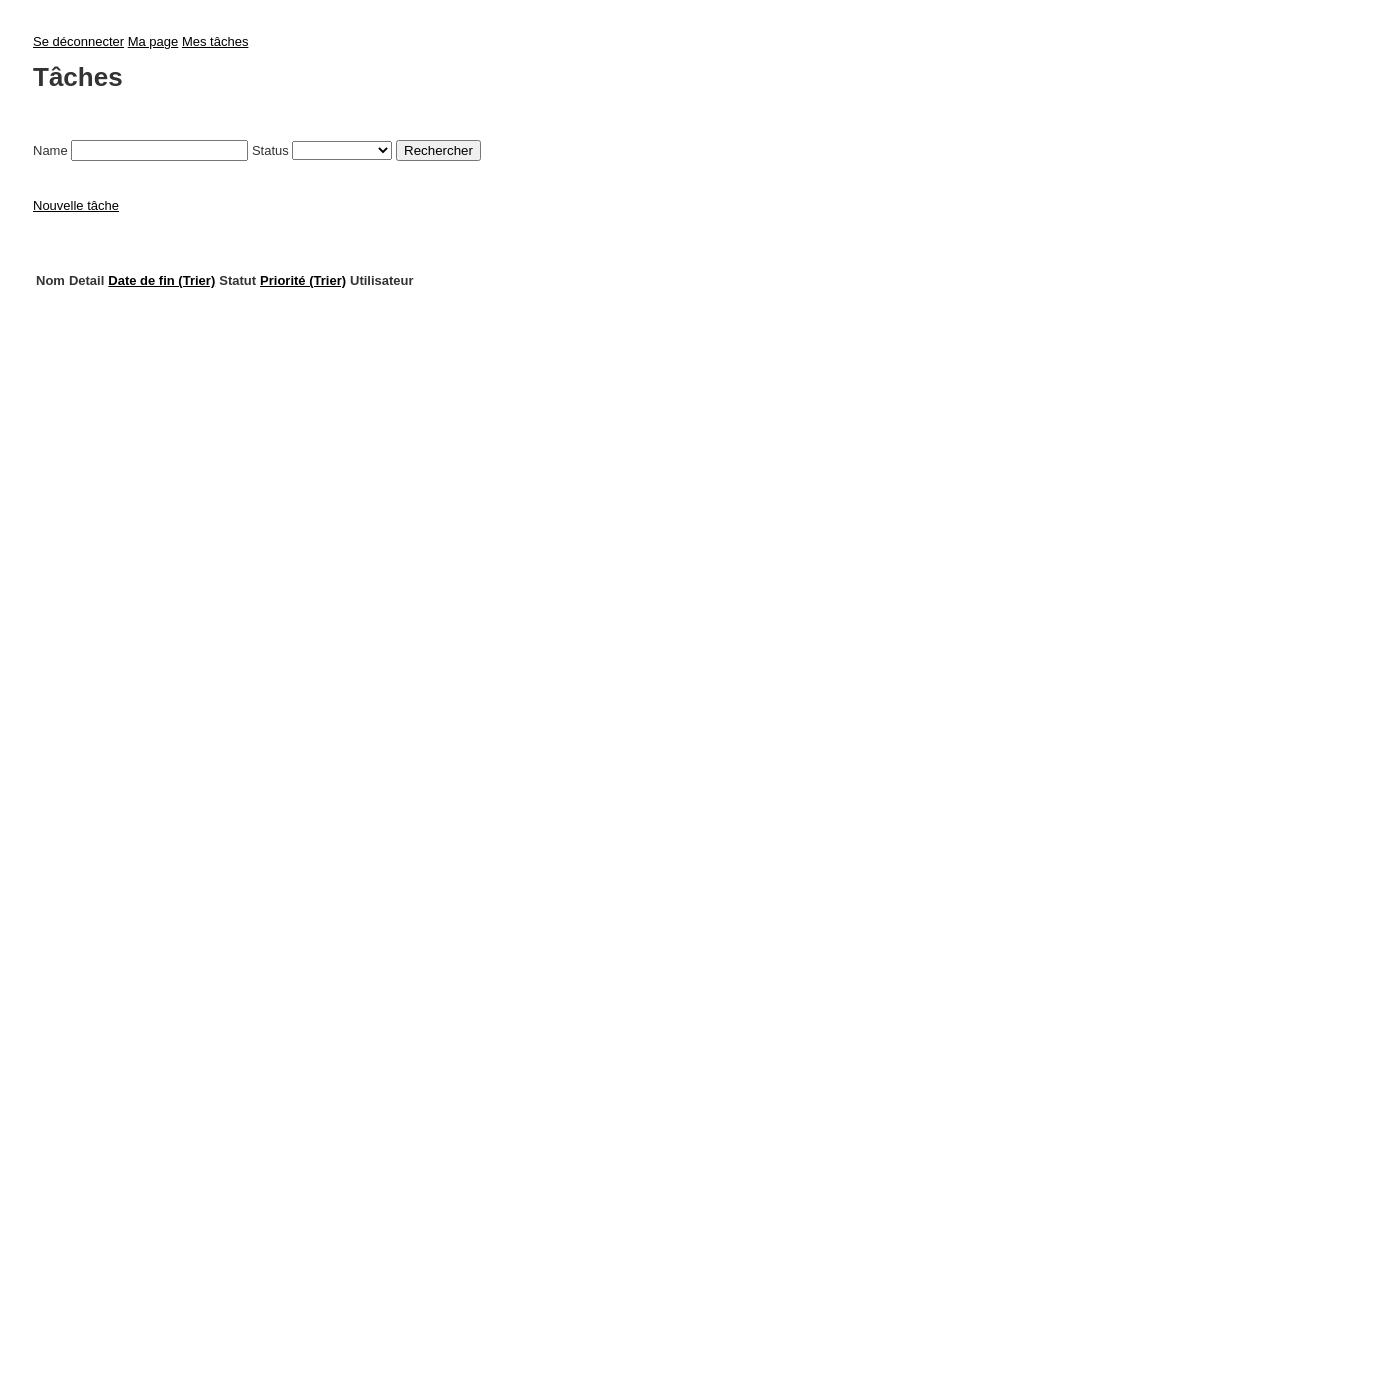 Se déconnecter Ma page Mes tâches
Tâches
Name Status Rechercher
Nouvelle tâche
Nom Detail Date de fin (Trier) Statut Priorité (Trier) Utilisateur